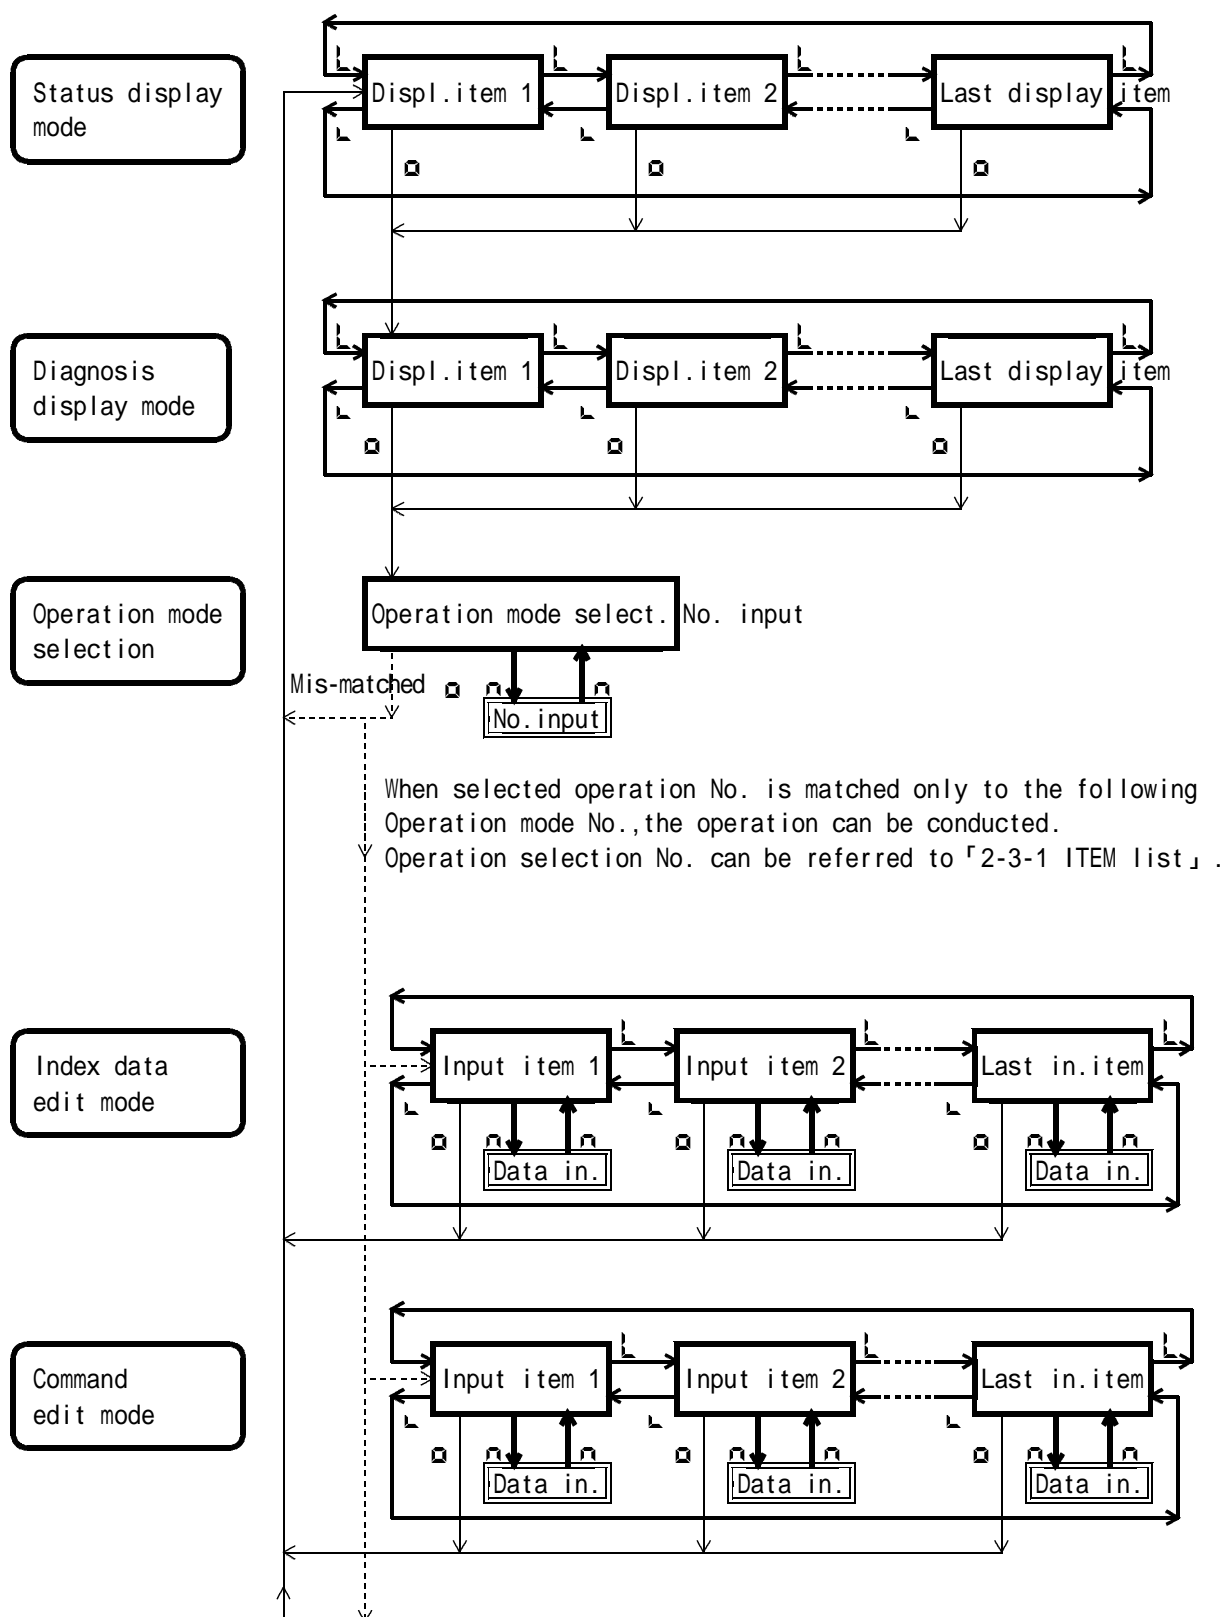 Status display
mode
Displ.item 1
Displ.item 2
Last display item
Diagnosis
display mode
Displ.item 1
Displ.item 2
Last display item
Operation mode
selection
Operation mode select. No. input
Mis-matched
No.input
When selected operation No. is matched only to the following
Operation mode No.,the operation can be conducted.
Operation selection No. can be referred to「2-3-1 ITEM list」.
Index data
edit mode
Input item 1
Input item 2
Last in.item
Data in.
Data in.
Data in.
Command
edit mode
Input item 1
Input item 2
Last in.item
Data in.
Data in.
Data in.